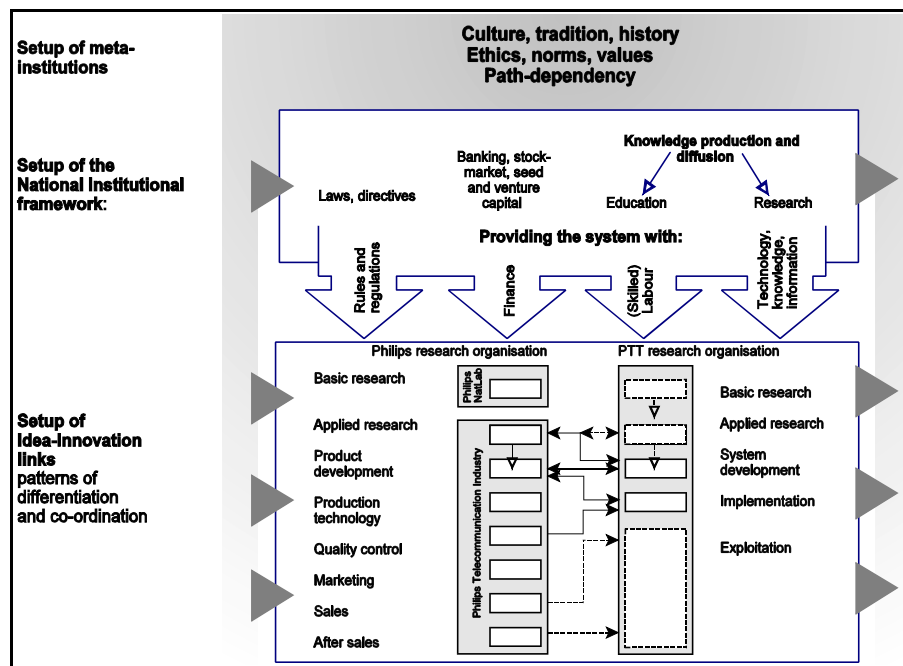 Setup of meta-
institutions
Culture, tradition, history
Ethics, norms, values
Path-dependency
Setup of the
National Institutional
framework:
Laws, directives
Banking, stock-
market, seed
and venture
capital
Knowledge production and
diffusion
Education
Research
Providing the system with:
Rules and
regulations
Finance
(Skilled)
Labour
Technology,
knowledge,
information
Setup of
Idea-Innovation
links
patterns of
differentiation
and co-ordination
Philips research organisation
PTT research organisation
Basic research
Applied research
Product
development
Production
technology
Quality control
Marketing
Sales
After sales
Philips
NatLab
Philips Telecommunication Industry
Basic research
Applied research
System
development
Implementation
Exploitation